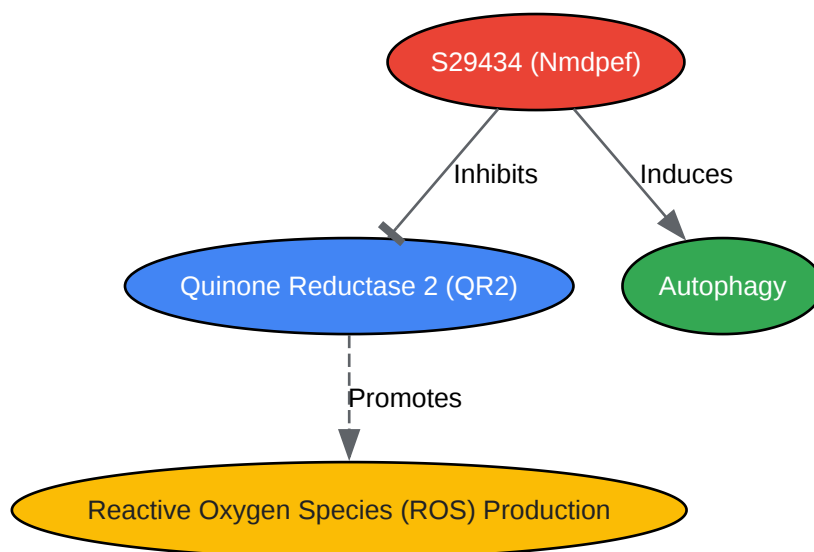 S29434 (Nmdpef)
Inhibits
Induces
Quinone Reductase 2 (QR2)
Autophagy
Promotes
Reactive Oxygen Species (ROS) Production